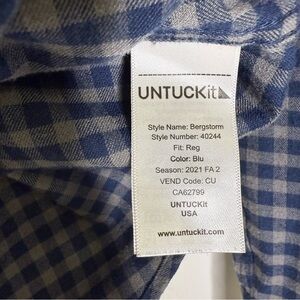 UNTUCKit
Style Name: Bergstorm
Style Number: 40244
Fit: Reg
Color: Blu
Season: 2021 FA 2
VEND Code: CU
CA62799
UNTUCKit
USA
www.untuckit.com